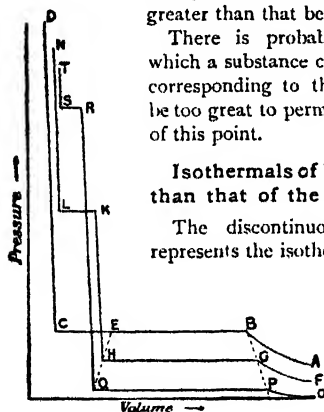 greater than that be
There is probab
which a substance c
corresponding to th
be too great to perm
of this point.
Isothermals of
than that of the
The discontinuo
represents the isothe
D
N
T
S R
L K
C E B
H G A
F
Q P O
Pressure →
Volume →